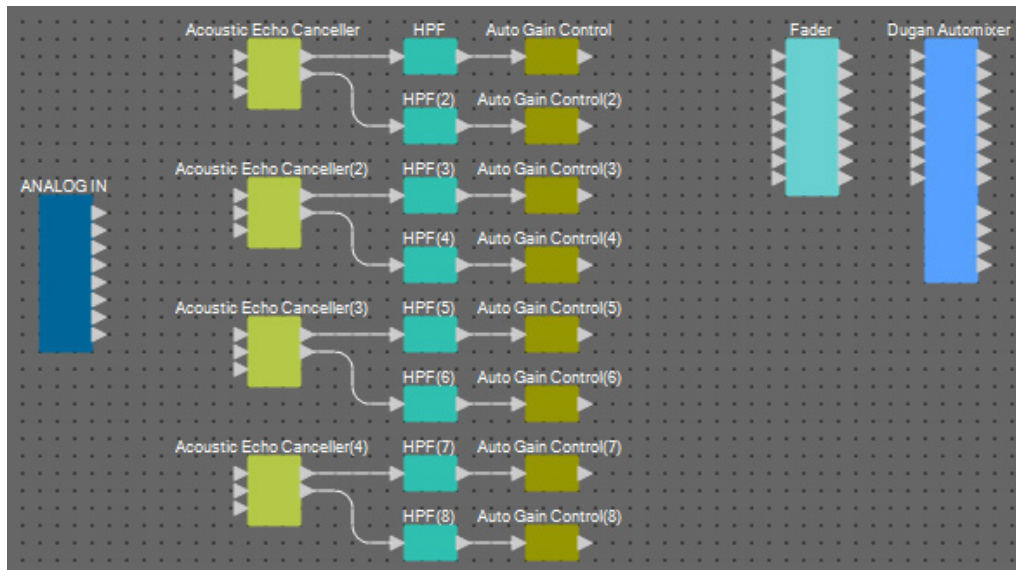 Acoustic Echo Canceller HPF Auto Gain Control Fader Dugan Automixer
HPF(2) Auto Gain Control(2)
Acoustic Echo Canceller(2) HPF(3) Auto Gain Control(3)
ANALOG IN
HPF(4) Auto Gain Control(4)
Acoustic Echo Canceller(3) HPF(5) Auto Gain Control(5)
HPF(6) Auto Gain Control(6)
Acoustic Echo Canceller(4) HPF(7) Auto Gain Control(7)
HPF(8) Auto Gain Control(8)